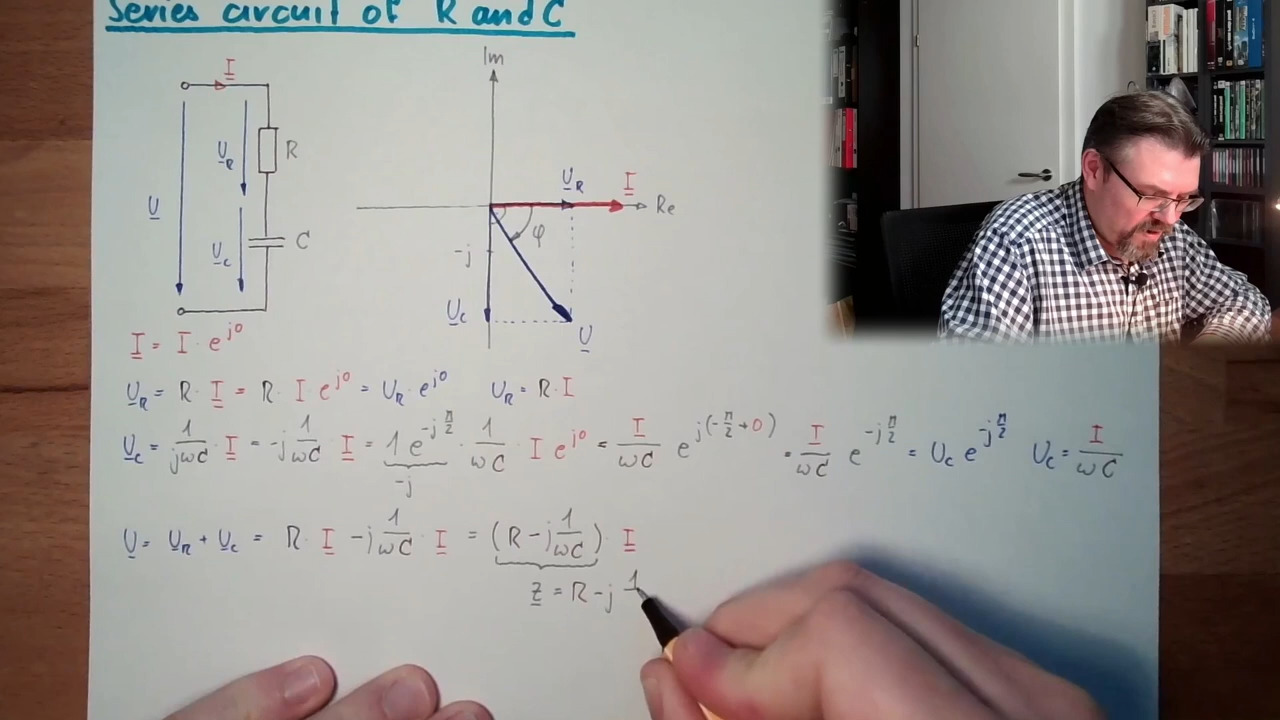 Series circuit of R and C
I
U_R
R
U
U_C
C
Im
U_R
I
Re
φ
-j
U_C
U
I = I · e^{j0}
U_R = R · I = R · I e^{j0} = U_R · e^{j0} U_R = R · I
U_C = 1/jωC · I = -j 1/ωC · I = 1 e^{-j π/2} · 1/ωC · I e^{j0} = I/ωC e^{j(-π/2+0)} = I/ωC e^{-j π/2} = U_C e^{-j π/2} U_C = I/ωC
-j
U = U_R + U_C = R · I - j 1/ωC · I = (R - j 1/ωC) · I
Z = R - j 1